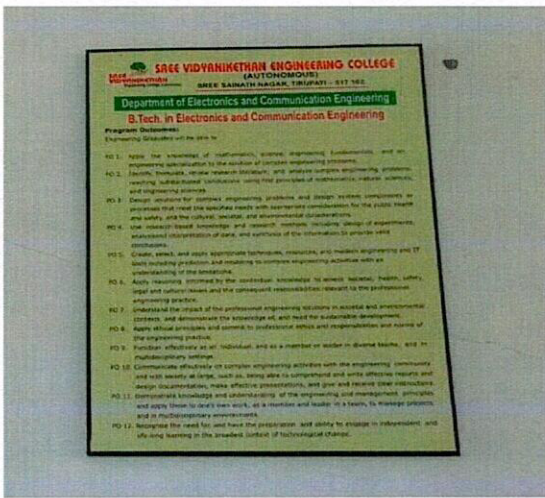 SREE VIDYANIKETHAN ENGINEERING COLLEGE
(AUTONOMOUS)
SREE SAINATH NAGAR, TIRUPATI - 517 102
Department of Electronics and Communication Engineering
B.Tech. in Electronics and Communication Engineering
Program Outcomes:
Engineering Graduates will be able to
PO 1. Apply the knowledge of mathematics, science, engineering fundamentals, and an
engineering specialization to the solution of complex engineering problems.
PO 2. Identify, formulate, review research literature, and analyze complex engineering problems
reaching substantiated conclusions using first principles of mathematics, natural sciences,
and engineering sciences.
PO 3. Design solutions for complex engineering problems and design system components or
processes that meet the specified needs with appropriate consideration for the public health
and safety, and the cultural, societal, and environmental considerations.
PO 4. Use research-based knowledge and research methods including design of experiments,
analysis and interpretation of data, and synthesis of the information to provide valid
conclusions.
PO 5. Create, select, and apply appropriate techniques, resources, and modern engineering and IT
tools including prediction and modeling to complex engineering activities with an
understanding of the limitations.
PO 6. Apply reasoning informed by the contextual knowledge to assess societal, health, safety,
legal and cultural issues and the consequent responsibilities relevant to the professional
engineering practice.
PO 7. Understand the impact of the professional engineering solutions in societal and environmental
contexts, and demonstrate the knowledge of, and need for sustainable development.
PO 8. Apply ethical principles and commit to professional ethics and responsibilities and norms of
the engineering practice.
PO 9. Function effectively as an individual, and as a member or leader in diverse teams, and in
multidisciplinary settings.
PO 10. Communicate effectively on complex engineering activities with the engineering community
and with society at large, such as, being able to comprehend and write effective reports and
design documentation, make effective presentations, and give and receive clear instructions.
PO 11. Demonstrate knowledge and understanding of the engineering and management principles
and apply these to one's own work, as a member and leader in a team, to manage projects
and in multidisciplinary environments.
PO 12. Recognize the need for and have the preparation and ability to engage in independent and
life-long learning in the broadest context of technological change.